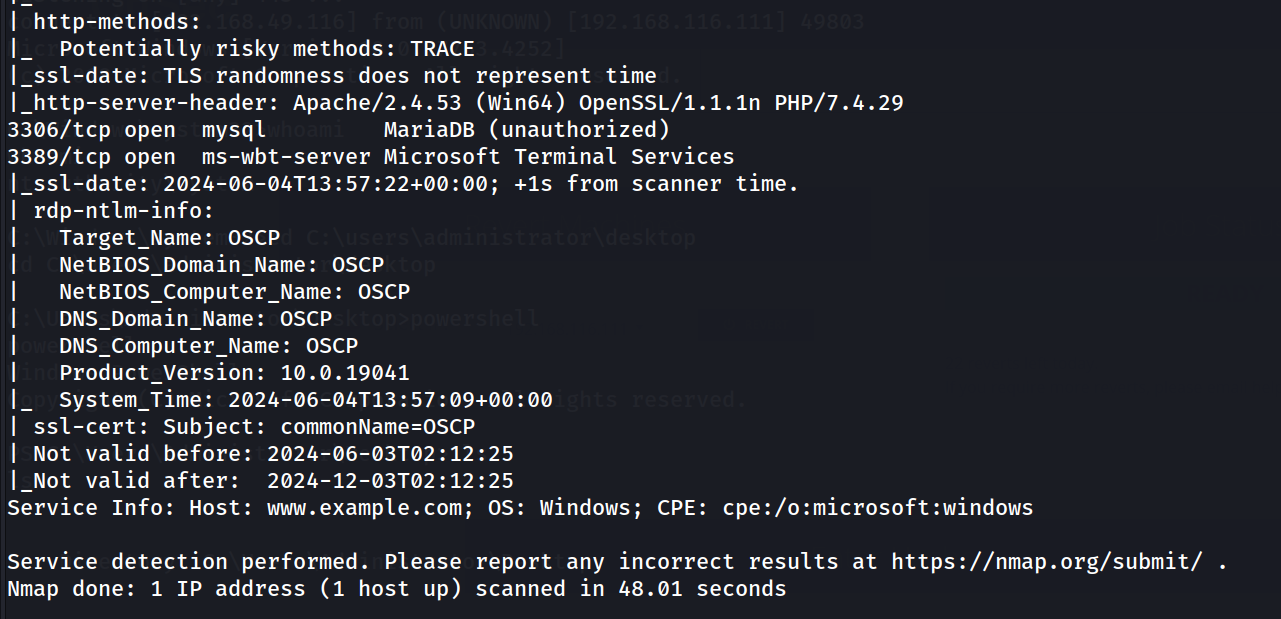 | http-methods:
|_  Potentially risky methods: TRACE
|_ssl-date: TLS randomness does not represent time
|_http-server-header: Apache/2.4.53 (Win64) OpenSSL/1.1.1n PHP/7.4.29
3306/tcp open  mysql         MariaDB (unauthorized)
3389/tcp open  ms-wbt-server Microsoft Terminal Services
|_ssl-date: 2024-06-04T13:57:22+00:00; +1s from scanner time.
| rdp-ntlm-info:
|   Target_Name: OSCP
|   NetBIOS_Domain_Name: OSCP
|   NetBIOS_Computer_Name: OSCP
|   DNS_Domain_Name: OSCP
|   DNS_Computer_Name: OSCP
|   Product_Version: 10.0.19041
|_  System_Time: 2024-06-04T13:57:09+00:00
| ssl-cert: Subject: commonName=OSCP
| Not valid before: 2024-06-03T02:12:25
|_Not valid after:  2024-12-03T02:12:25
Service Info: Host: www.example.com; OS: Windows; CPE: cpe:/o:microsoft:windows

Service detection performed. Please report any incorrect results at https://nmap.org/submit/ .
Nmap done: 1 IP address (1 host up) scanned in 48.01 seconds